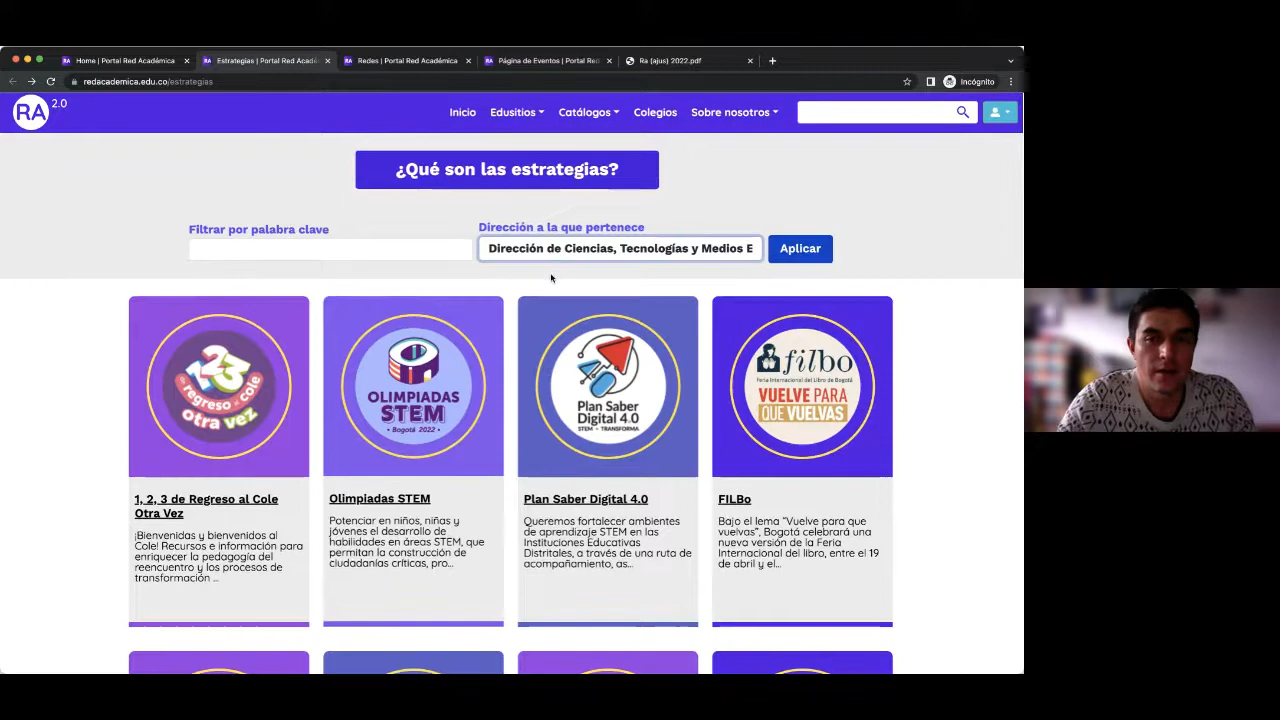 Home | Portal Red Académica
Estrategias | Portal Red Acadé
Redes | Portal Red Académica
Página de Eventos | Portal Red
Ra (ajus) 2022.pdf
redacademica.edu.co/estrategias
Incógnito
RA 2.0
Inicio
Edusitios
Catálogos
Colegios
Sobre nosotros
¿Qué son las estrategias?
Filtrar por palabra clave
Dirección a la que pertenece
Dirección de Ciencias, Tecnologías y Medios E
Aplicar
1 2 3
de regreso al cole
otra vez
OLIMPIADAS
STEM
• Bogotá 2022 •
Plan Saber
Digital 4.0
STEM + TRANSFORMA
filbo
Feria Internacional del Libro de Bogotá
VUELVE PARA
QUE VUELVAS
1, 2, 3 de Regreso al Cole
Otra Vez
¡Bienvenidas y bienvenidos al
Cole! Recursos e información para
enriquecer la pedagogía del
reencuentro y los procesos de
transformación ...
Olimpiadas STEM
Potenciar en niños, niñas y
jóvenes el desarrollo de
habilidades en áreas STEM, que
permitan la construcción de
ciudadanías críticas, pro...
Plan Saber Digital 4.0
Queremos fortalecer ambientes
de aprendizaje STEM en las
Instituciones Educativas
Distritales, a través de una ruta de
acompañamiento, as...
FILBo
Bajo el lema "Vuelve para que
vuelvas", Bogotá celebrará una
nueva versión de la Feria
Internacional del libro, entre el 19
de abril y el...